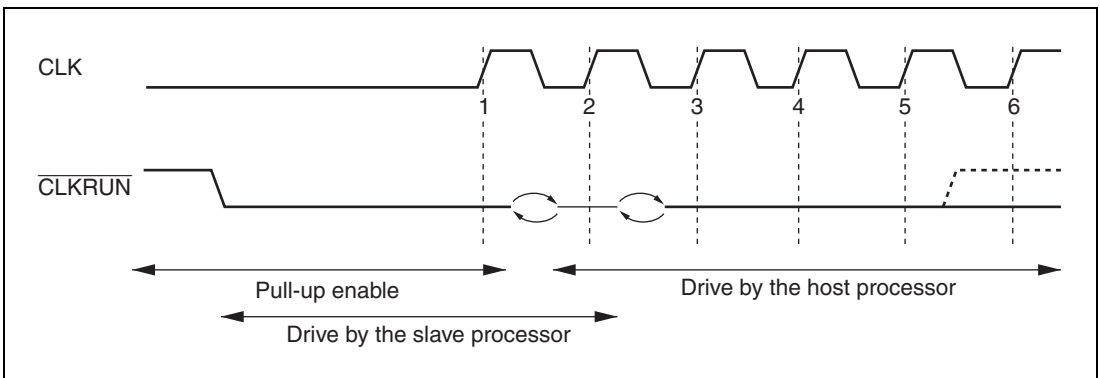 CLK
1 2 3 4 5 6
CLKRUN
Pull-up enable
Drive by the host processor
Drive by the slave processor